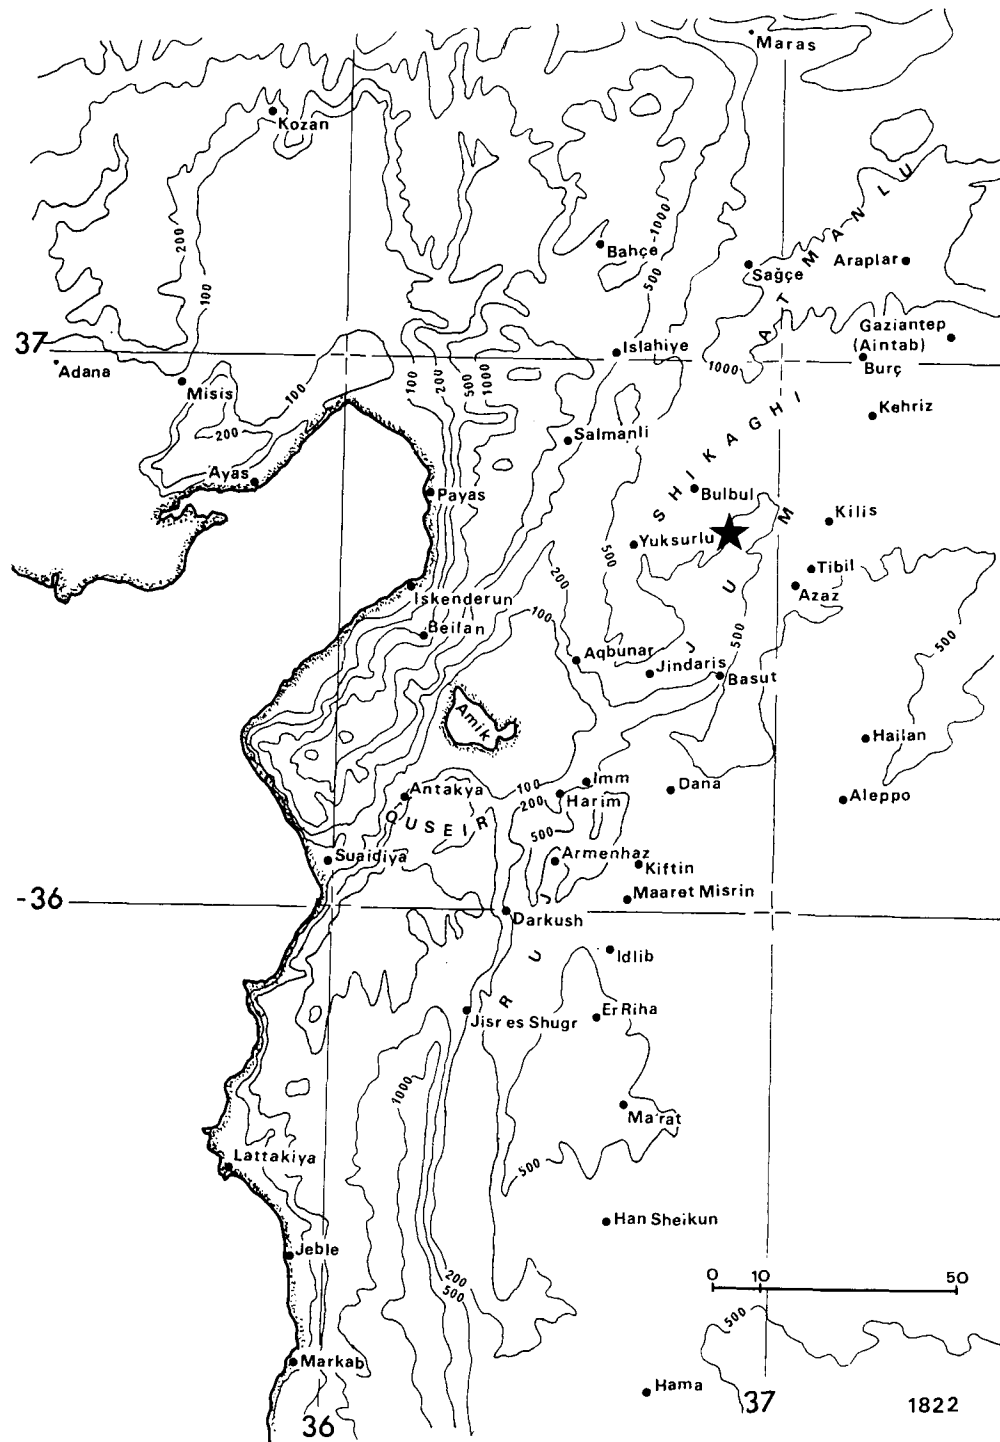 Maras
Kozan
200
100
1000
500
Bahçe
Sağçe
ATMANLU
Araplar
37
Adana
Misis
100
200
100
200
500
1000
Islahiye
1000
Gaziantep
(Aintab)
Burç
Kehriz
Salmanli
SHIKAGHI
Ayas
Payas
Bulbul
Kilis
Yuksurlu
500
200
Tibil
Azaz
Iskenderun
Beilan
100
JUM
500
500
Aqbunar
Jindaris
Basut
Amik
Hailan
Antakya
100
200
500
Imm
Harim
Dana
Aleppo
QUSEIR
Suaidiya
Armenhaz
Kiftin
Maaret Misrin
-36
Darkush
RUJ
Idlib
Jisr es Shugr
Er Riha
1000
Ma'rat
500
Lattakiya
Han Sheikun
Jeble
200
500
0 10 50
500
Markab
Hama
36
37
1822